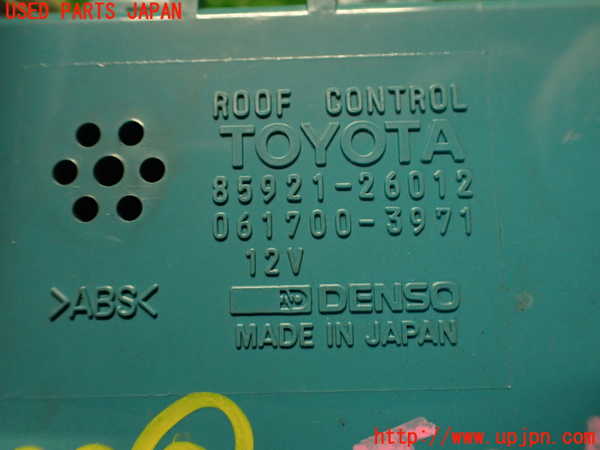 USED PARTS JAPAN
ROOF CONTROL
TOYOTA
85921-26012
061700-3971
12V
>ABS<
ND DENSO
MADE IN JAPAN
http://www.upjpn.com